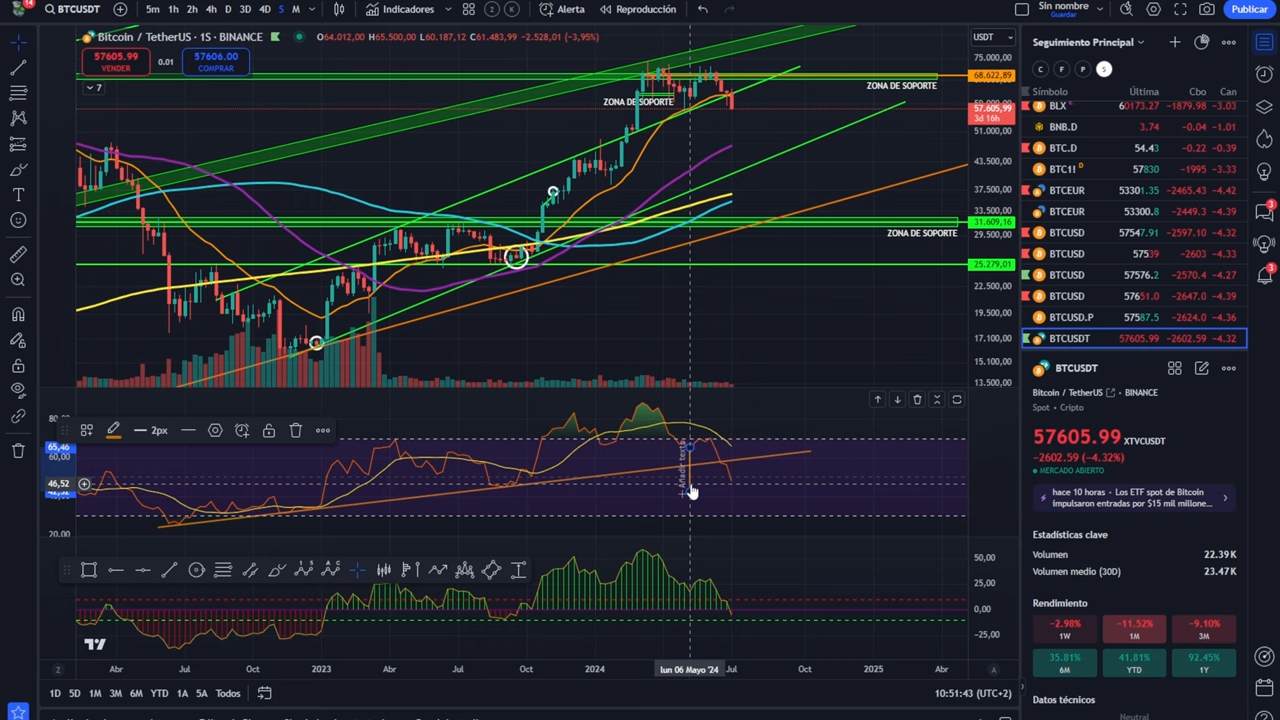 14
BTCUSDT
5m 1h 2h 4h D 3D 4D S M
Indicadores
2 K
Alerta
Reproducción
Sin nombre
Guardar
Publicar
Bitcoin / TetherUS · 1S · BINANCE
O64.012,00 H65.500,00 L60.187,12 C61.483,99 −2.528,01 (−3,95%)
57605.99
VENDER
0.01
57606.00
COMPRAR
7
USDT
75.000,00
68.622,89
57.605,99
3d 16h
51.000,00
43.500,00
37.500,00
33.500,00
31.609,16
29.500,00
25.279,01
22.500,00
19.500,00
17.100,00
15.100,00
13.500,00
ZONA DE SOPORTE
ZONA DE SOPORTE
ZONA DE SOPORTE
80,00
2px
65,46
60,00
46,52
20,00
Añadir texto
50,00
25,00
0,00
−25,00
Abr Jul Oct 2023 Abr Jul Oct 2024 lun 06 Mayo '24 Jul Oct 2025 Abr
Z
A
1D 5D 1M 3M 6M YTD 1A 5A Todos
10:51:43 (UTC+2)
Seguimiento Principal
C F P S
Símbolo Última Cbo Can
BLX 60173.27 −1879.98 −3.03
BNB.D 3.74 −0.04 −1.01
BTC.D 54.43 −0.22 −0.39
BTC1! D 57830 −1995 −3.33
BTCEUR 53301.35 −2465.43 −4.42
BTCEUR 53300.8 −2449.3 −4.39
BTCUSD 57547.91 −2597.10 −4.32
BTCUSD 57539 −2603 −4.33
BTCUSD 57576.2 −2570.4 −4.27
BTCUSD 57651.0 −2647.0 −4.39
BTCUSD.P 57587.5 −2624.0 −4.36
BTCUSDT 57605.99 −2602.59 −4.32
BTCUSDT
Bitcoin / TetherUS · BINANCE
Spot · Cripto
57605.99 XTVCUSDT
−2602.59 (−4.32%)
MERCADO ABIERTO
hace 10 horas · Los ETF spot de Bitcoin
impulsaron entradas por $15 mil millone...
Estadísticas clave
Volumen 22.39K
Volumen medio (30D) 23.47K
Rendimiento
−2.98% −11.52% −9.10%
1W 1M 3M
35.81% 41.81% 92.45%
6M YTD 1Y
Datos técnicos
Neutral
3
3